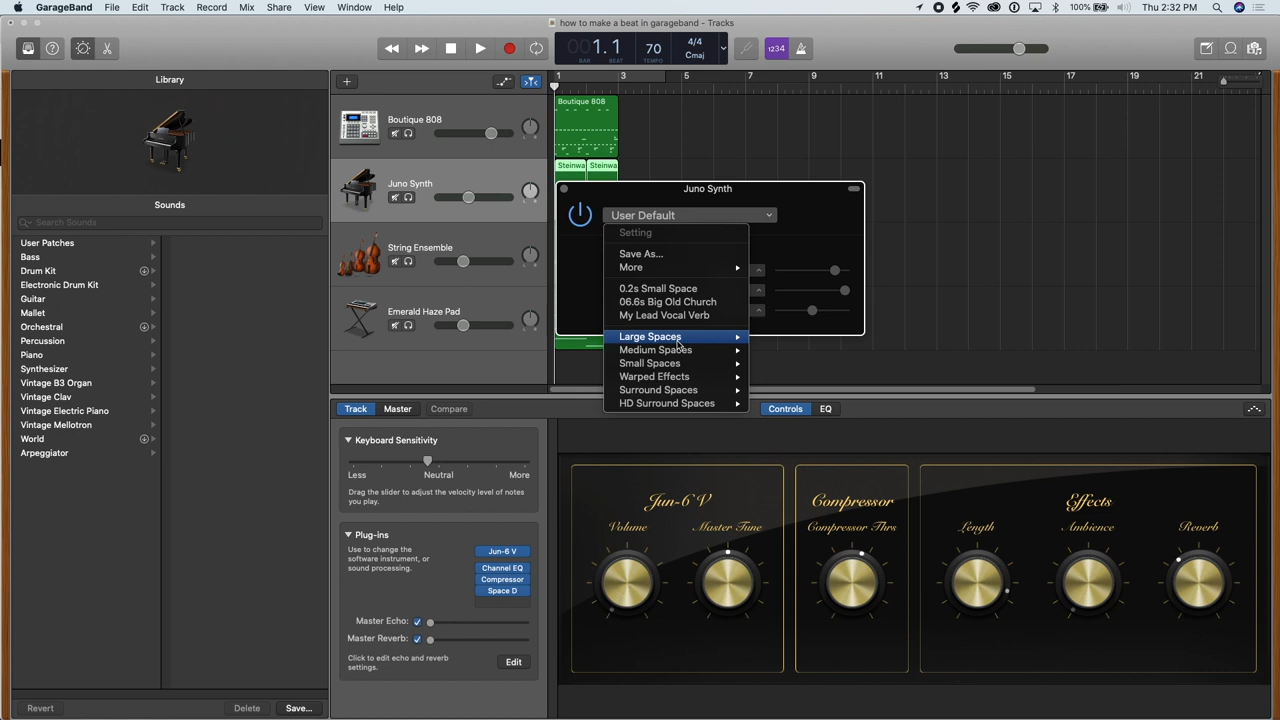 GarageBand File Edit Track Record Mix Share View Window Help
100% Thu 2:32 PM
how to make a beat in garageband - Tracks
001.1
BAR BEAT
70
TEMPO
4/4
Cmaj
1234
Library
Sounds
Search Sounds
User Patches
Bass
Drum Kit
Electronic Drum Kit
Guitar
Mallet
Orchestral
Percussion
Piano
Synthesizer
Vintage B3 Organ
Vintage Clav
Vintage Electric Piano
Vintage Mellotron
World
Arpeggiator
Revert
Delete
Save...
1 3 5 7 9 11 13 15 17 19 21
Boutique 808
Juno Synth
String Ensemble
Emerald Haze Pad
Boutique 808
Steinwa Steinwa
Juno Synth
User Default
Setting
Save As...
More
0.2s Small Space
06.6s Big Old Church
My Lead Vocal Verb
Large Spaces
Medium Spaces
Small Spaces
Warped Effects
Surround Spaces
HD Surround Spaces
Track Master Compare
Controls EQ
Keyboard Sensitivity
Less Neutral More
Drag the slider to adjust the velocity level of notes
you play.
Plug-ins
Use to change the
software instrument, or
sound processing.
Jun-6 V
Channel EQ
Compressor
Space D
Master Echo:
Master Reverb:
Click to edit echo and reverb
settings.
Edit
Jun-6 V
Volume Master Tune
Compressor
Compressor Thrs
Effects
Length Ambience Reverb